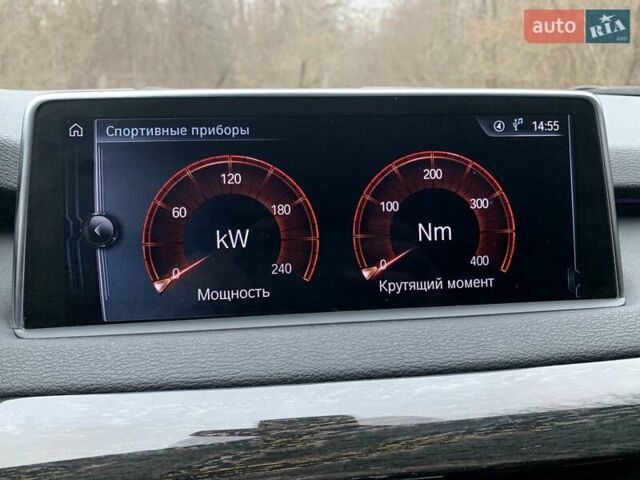 auto RIA .com
Спортивные приборы
14:55
0
60
120
180
240
kW
Мощность
0
100
200
300
400
Nm
Крутящий момент